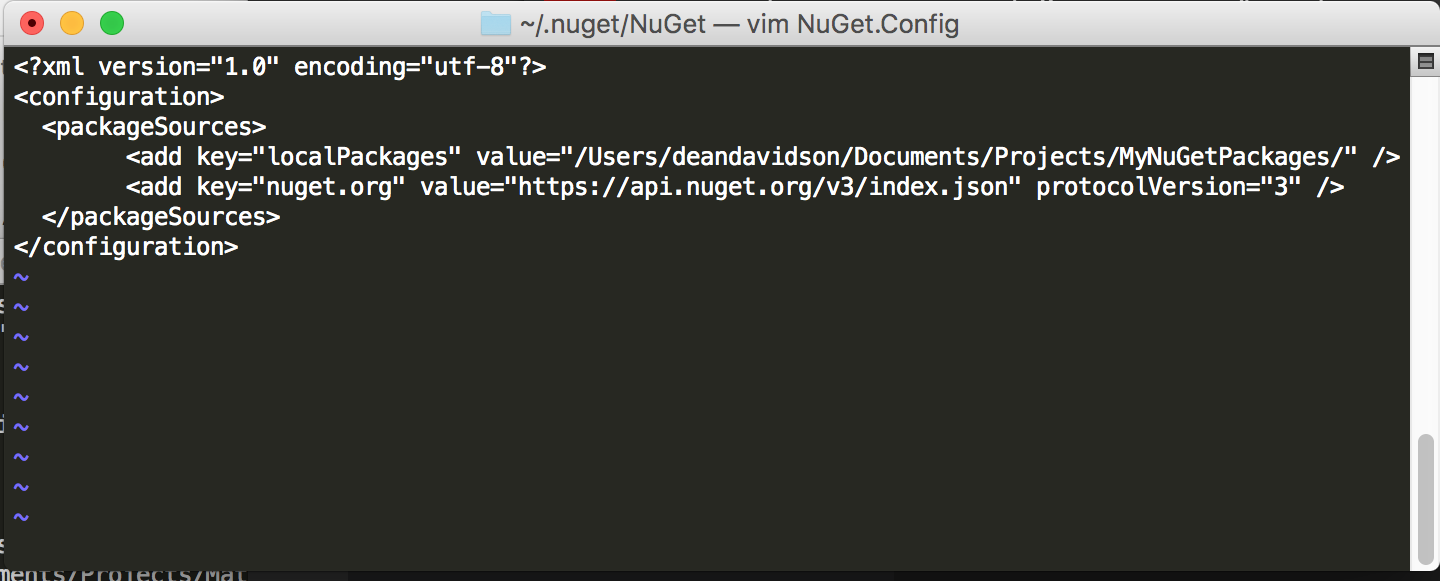 ~/.nuget/NuGet — vim NuGet.Config
<?xml version="1.0" encoding="utf-8"?>
<configuration>
  <packageSources>
        <add key="localPackages" value="/Users/deandavidson/Documents/Projects/MyNuGetPackages/" />
        <add key="nuget.org" value="https://api.nuget.org/v3/index.json" protocolVersion="3" />
  </packageSources>
</configuration>
~
~
~
~
~
~
~
~
~
ments/Projects/Mat